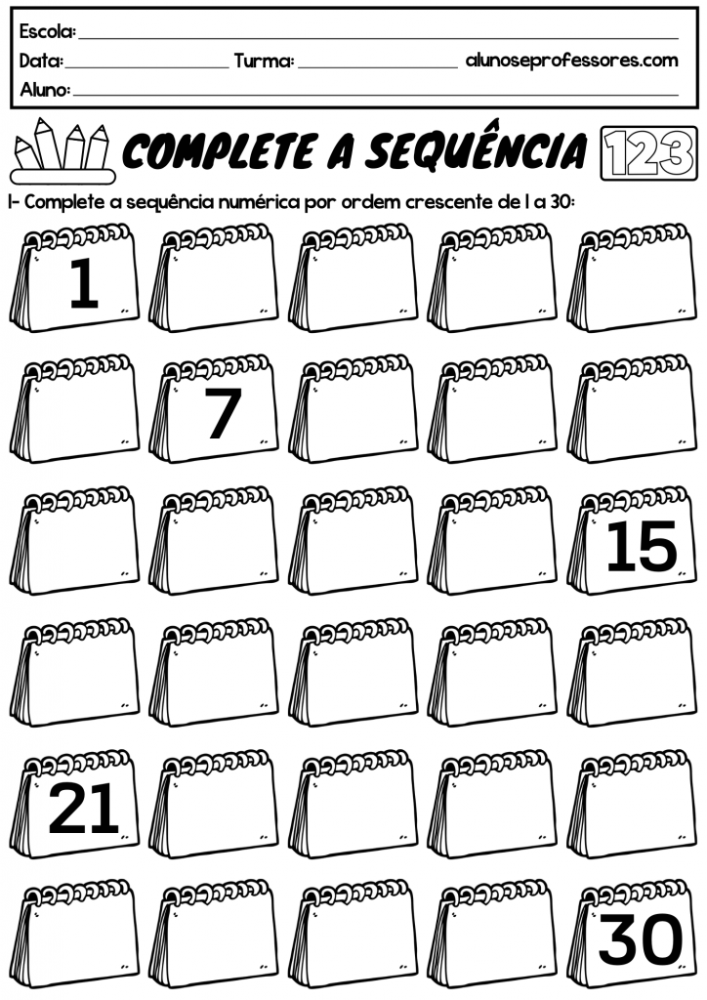 Escola:
Data: Turma: alunoseprofessores.com
Aluno:
COMPLETE A SEQUÊNCIA 123
1- Complete a sequência numérica por ordem crescente de 1 a 30:
1
7
15
21
30